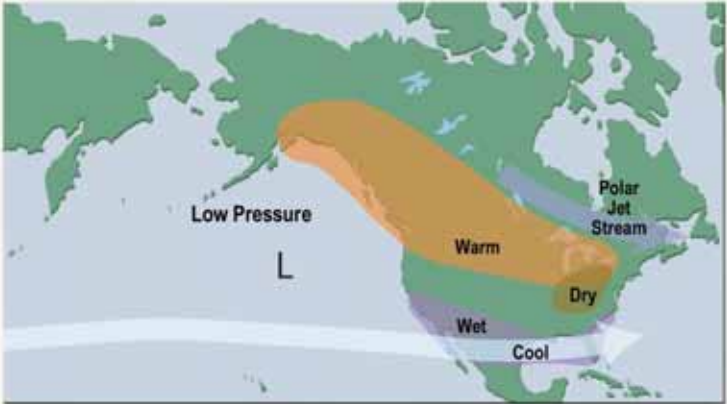 Polar
Jet
Stream
Low Pressure
Warm
L
Dry
Wet
Cool